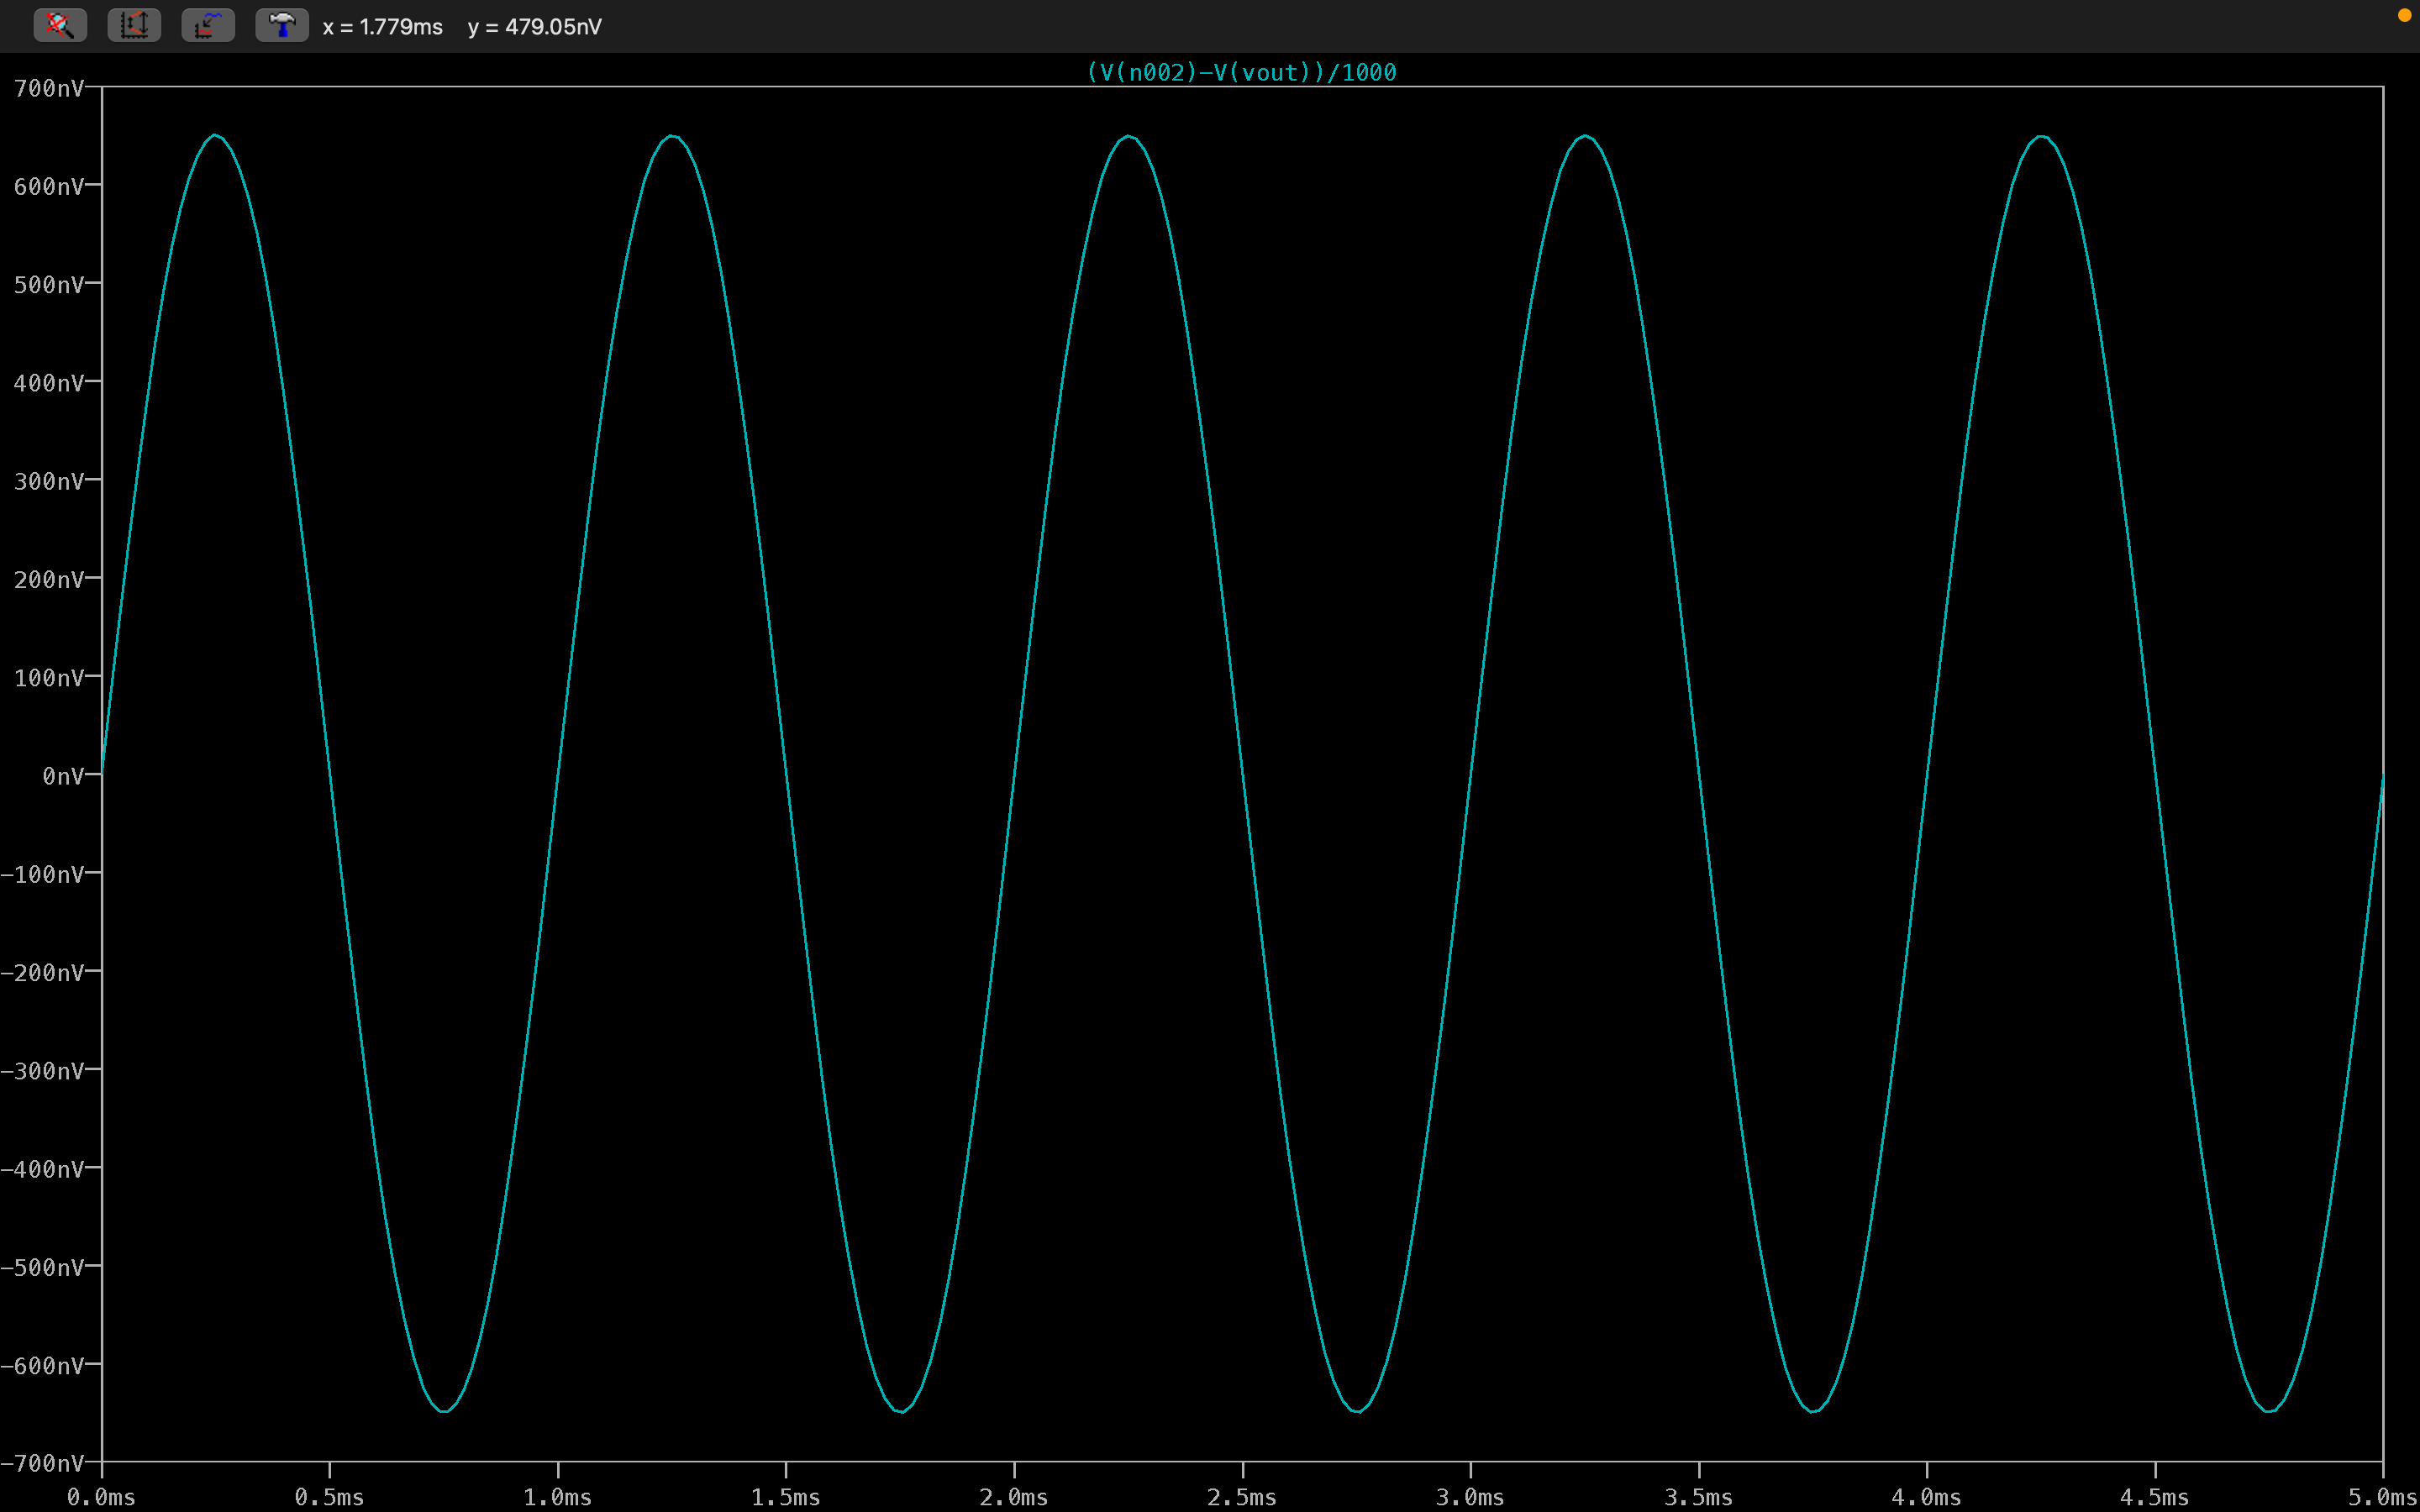 x = 1.779ms y = 479.05nV
(V(n002)−V(vout))/1000
700nV
600nV
500nV
400nV
300nV
200nV
100nV
0nV
−100nV
−200nV
−300nV
−400nV
−500nV
−600nV
−700nV
0.0ms 0.5ms 1.0ms 1.5ms 2.0ms 2.5ms 3.0ms 3.5ms 4.0ms 4.5ms 5.0ms